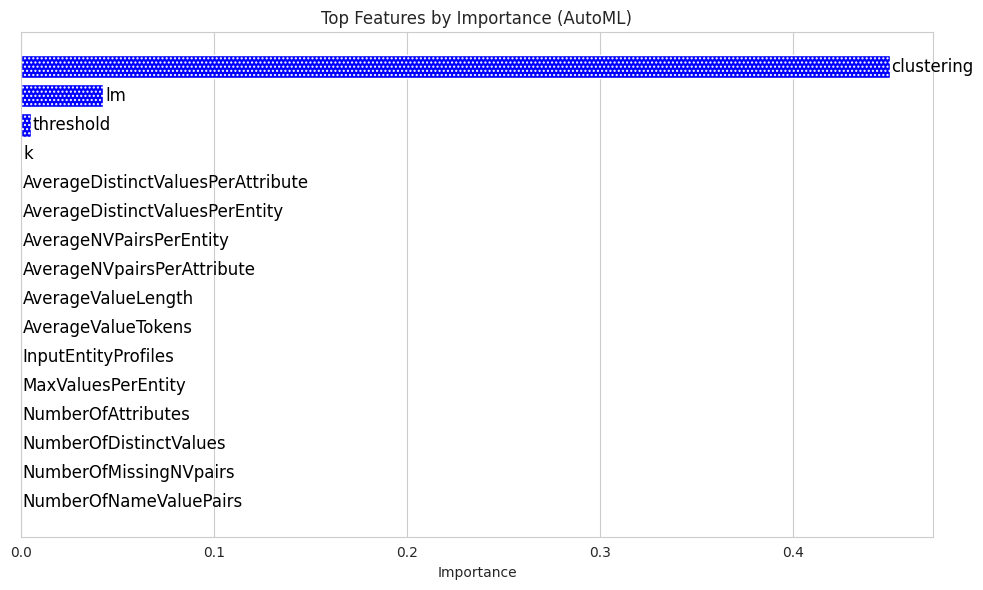 Top Features by Importance (AutoML)
clustering
lm
threshold
k
AverageDistinctValuesPerAttribute
AverageDistinctValuesPerEntity
AverageNVPairsPerEntity
AverageNVpairsPerAttribute
AverageValueLength
AverageValueTokens
InputEntityProfiles
MaxValuesPerEntity
NumberOfAttributes
NumberOfDistinctValues
NumberOfMissingNVpairs
NumberOfNameValuePairs
0.0 0.1 0.2 0.3 0.4
Importance